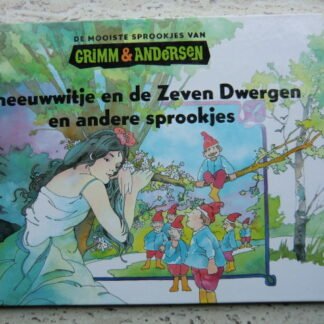 DE MOOISTE SPROOKJES VAN
GRIMM & ANDERSEN
neeuwwitje en de Zeven Dwergen
en andere sprookjes